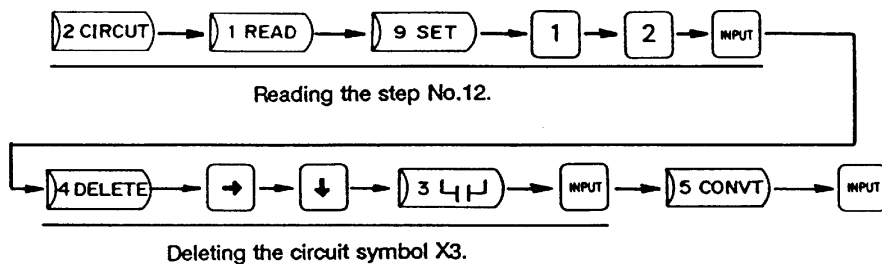 2 CIRCUT 1 READ 9 SET 1 2 INPUT
Reading the step No.12.
4 DELETE → ↓ 3 INPUT 5 CONVT INPUT
Deleting the circuit symbol X3.